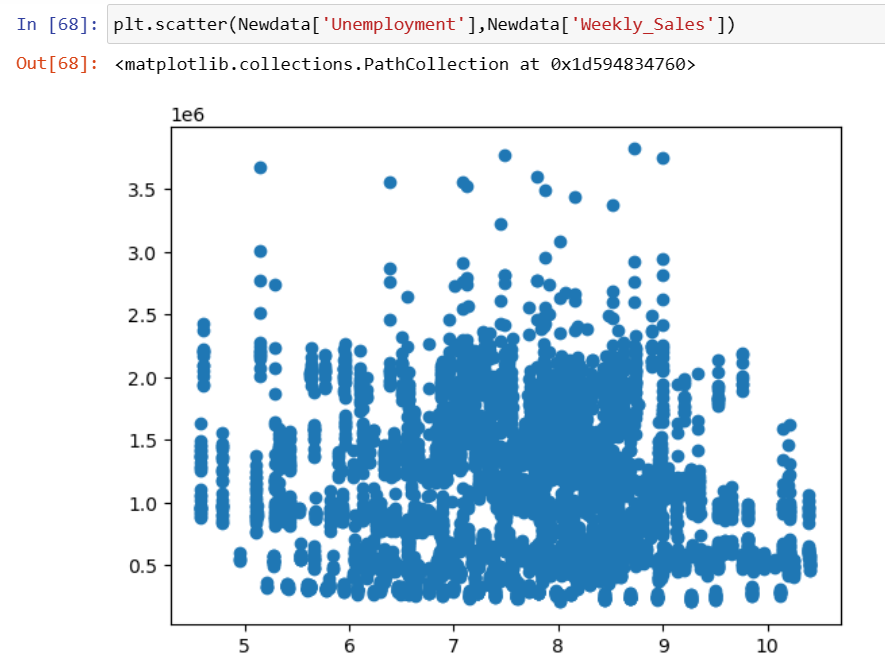 In [68]: plt.scatter(Newdata['Unemployment'],Newdata['Weekly_Sales'])
Out[68]: <matplotlib.collections.PathCollection at 0x1d594834760>
1e6
3.5
3.0
2.5
2.0
1.5
1.0
0.5
5 6 7 8 9 10